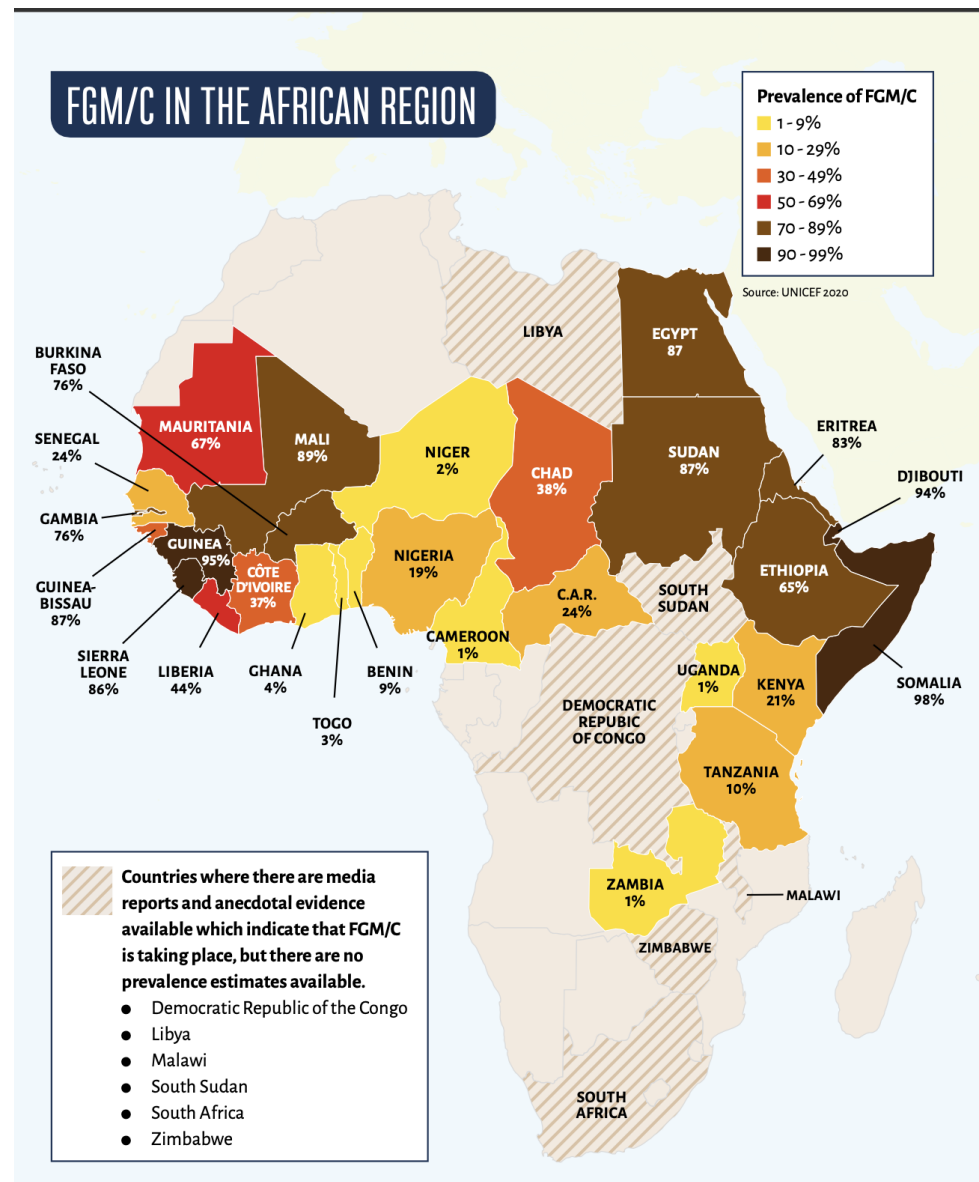 FGM/C IN THE AFRICAN REGION
Prevalence of FGM/C
1 - 9%
10 - 29%
30 - 49%
50 - 69%
70 - 89%
90 - 99%
Source: UNICEF 2020
LIBYA
EGYPT
87
BURKINA
FASO
76%
MAURITANIA
67%
MALI
89%
NIGER
2%
CHAD
38%
SUDAN
87%
ERITREA
83%
SENEGAL
24%
DJIBOUTI
94%
GAMBIA
76%
GUINEA
95%
NIGERIA
19%
CÔTE
D'IVOIRE
37%
C.A.R.
24%
SOUTH
SUDAN
ETHIOPIA
65%
GUINEA-
BISSAU
87%
CAMEROON
1%
SIERRA
LEONE
86%
LIBERIA
44%
GHANA
4%
BENIN
9%
TOGO
3%
UGANDA
1%
KENYA
21%
SOMALIA
98%
DEMOCRATIC
REPUBIC
OF CONGO
TANZANIA
10%
ZAMBIA
1%
MALAWI
ZIMBABWE
SOUTH
AFRICA
Countries where there are media
reports and anecdotal evidence
available which indicate that FGM/C
is taking place, but there are no
prevalence estimates available.
● Democratic Republic of the Congo
● Libya
● Malawi
● South Sudan
● South Africa
● Zimbabwe